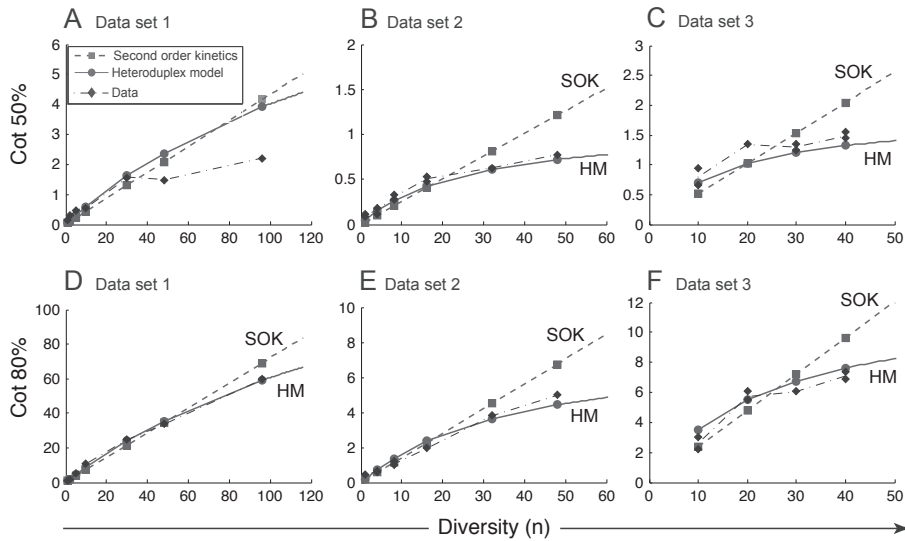 A Data set 1
B Data set 2
C Data set 3
Cot 50%
6
5
4
3
2
1
0
Second order kinetics
Heteroduplex model
Data
0 20 40 60 80 100 120
2
1.5
1
0.5
0
SOK
HM
0 10 20 30 40 50 60
3
2.5
2
1.5
1
0.5
0
SOK
HM
0 10 20 30 40 50
D Data set 1
E Data set 2
F Data set 3
Cot 80%
100
80
60
40
20
0
SOK
HM
0 20 40 60 80 100 120
10
8
6
4
2
0
SOK
HM
0 10 20 30 40 50 60
12
10
8
6
4
2
0
SOK
HM
0 10 20 30 40 50
Diversity (n)